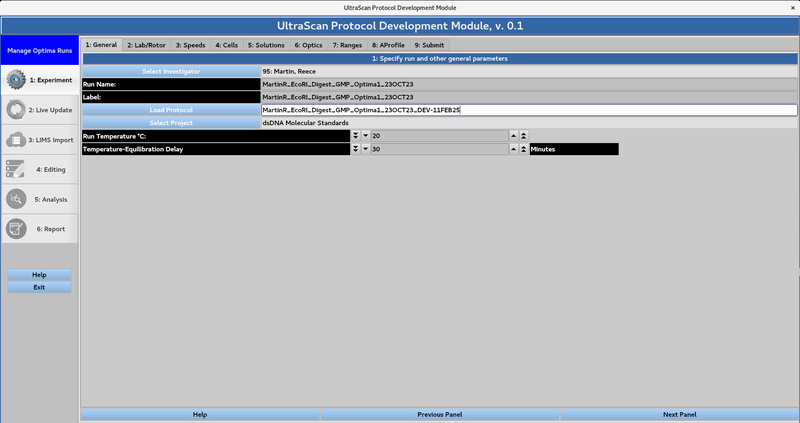 UltraScan Protocol Development Module
×
UltraScan Protocol Development Module, v. 0.1
Manage Optima Runs
1: Experiment
2: Live Update
3: LIMS Import
4: Editing
5: Analysis
6: Report
Help
Exit
1: General 2: Lab/Rotor 3: Speeds 4: Cells 5: Solutions 6: Optics 7: Ranges 8: AProfile 9: Submit
1: Specify run and other general parameters
Select Investigator 95: Martin, Reece
Run Name: MartinR_EcoRI_Digest_GMP_Optima1_23OCT23
Label: MartinR_EcoRI_Digest_GMP_Optima1_23OCT23
Load Protocol MartinR_EcoRI_Digest_GMP_Optima1_23OCT23_DEV-11FEB25
Select Project dsDNA Molecular Standards
Run Temperature °C: 20
Temperature-Equilibration Delay 30 Minutes
Help Previous Panel Next Panel